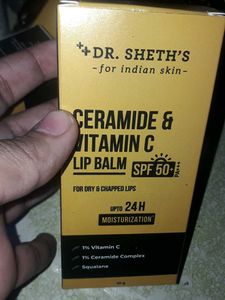 DR. SHETH'S
-for indian skin-
CERAMIDE &
VITAMIN C
LIP BALM
SPF 50+
PA+++
FOR DRY & CHAPPED LIPS
UPTO 24H
MOISTURIZATION
1% Vitamin C
1% Ceramide Complex
Squalane